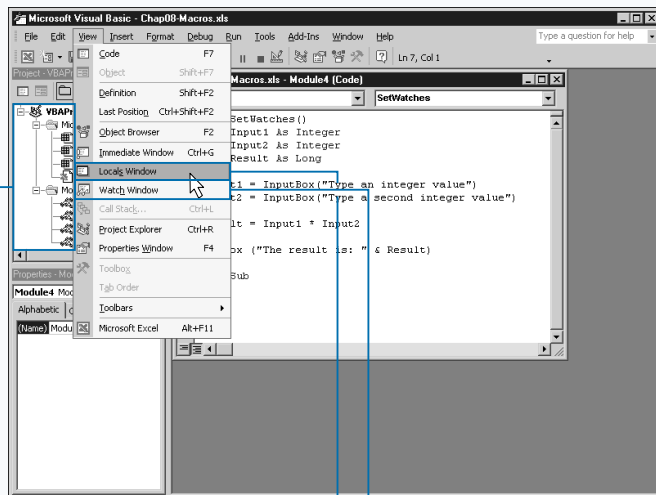 Microsoft Visual Basic - Chap08-Macros.xls
File Edit View Insert Format Debug Run Tools Add-Ins Window Help
Type a question for help
Ln 7, Col 1
Project - VBAP
VBAPr
Mic
Mo
Code F7
Object Shift+F7
Definition Shift+F2
Last Position Ctrl+Shift+F2
Object Browser F2
Immediate Window Ctrl+G
Locals Window
Watch Window
Call Stack... Ctrl+L
Project Explorer Ctrl+R
Properties Window F4
Toolbox
Tab Order
Toolbars
Microsoft Excel Alt+F11
Properties - Mo
Module4 Mod
Alphabetic
(Name) Modu
Macros.xls - Module4 (Code)
SetWatches
SetWatches()
Input1 As Integer
Input2 As Integer
Result As Long
t1 = InputBox("Type an integer value")
t2 = InputBox("Type a second integer value")
lt = Input1 * Input2
ox ("The result is: " & Result)
Sub